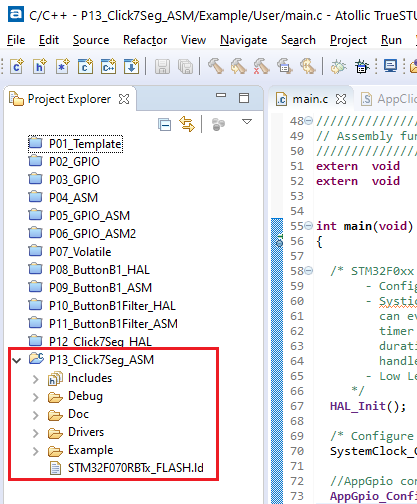 C/C++ - P13_Click7Seg_ASM/Example/User/main.c - Atollic TrueSTU
File Edit Source Refactor Navigate Search Project Run
Project Explorer
P01_Template
P02_GPIO
P03_GPIO
P04_ASM
P05_GPIO_ASM
P06_GPIO_ASM2
P07_Volatile
P08_ButtonB1_HAL
P09_ButtonB1_ASM
P10_ButtonB1Filter_HAL
P11_ButtonB1Filter_ASM
P12_Click7Seg_HAL
P13_Click7Seg_ASM
Includes
Debug
Doc
Drivers
Example
STM32F070RBTx_FLASH.ld
main.c AppClic
48 //////////////
49 // Assembly fun
50 //////////////
51 extern void
52 extern void
53
54
55 int main(void)
56 {
57
58 /* STM32F0xx
59 - Config
60 - Systic
61 can ev
62 timer
63 durati
64 handle
65 - Low Le
66 */
67 HAL_Init();
68
69 /* Configure
70 SystemClock_C
71
72 //AppGpio con
73 AppGpio_Confi